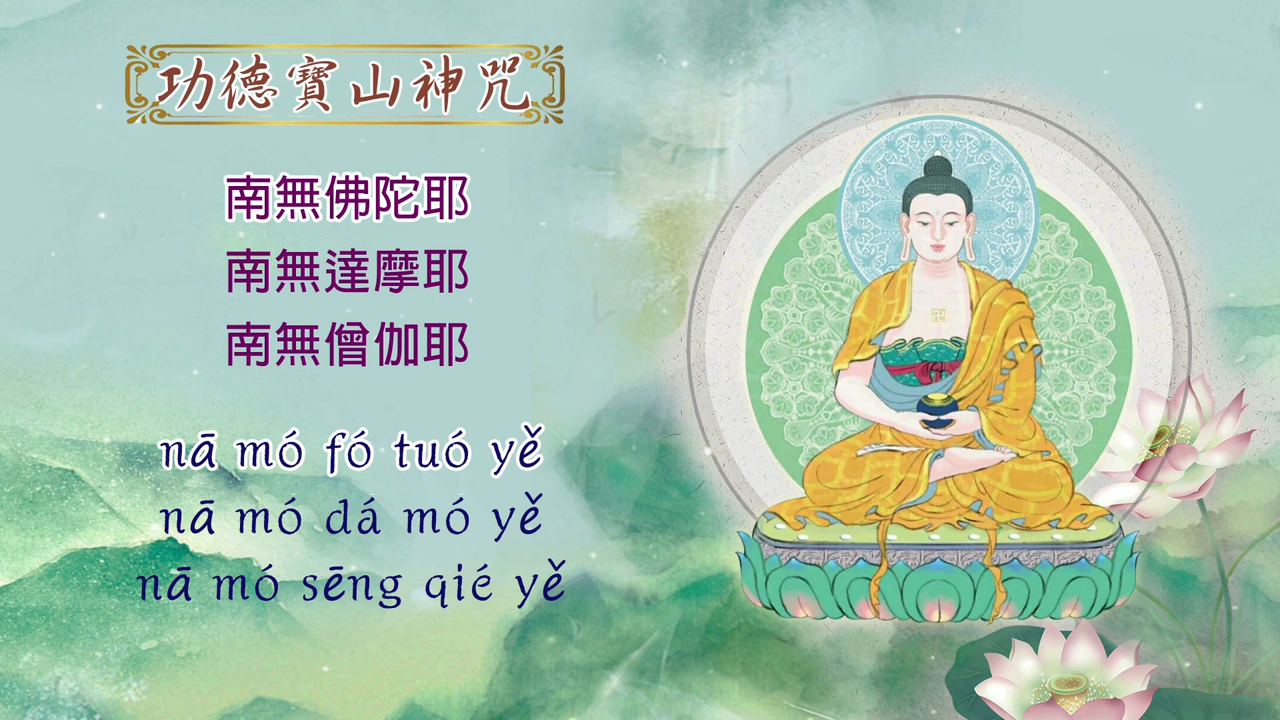 功德寶山神咒
南無佛陀耶
南無達摩耶
南無僧伽耶
nā mó fó tuó yě
nā mó dá mó yě
nā mó sēng qié yě
卍